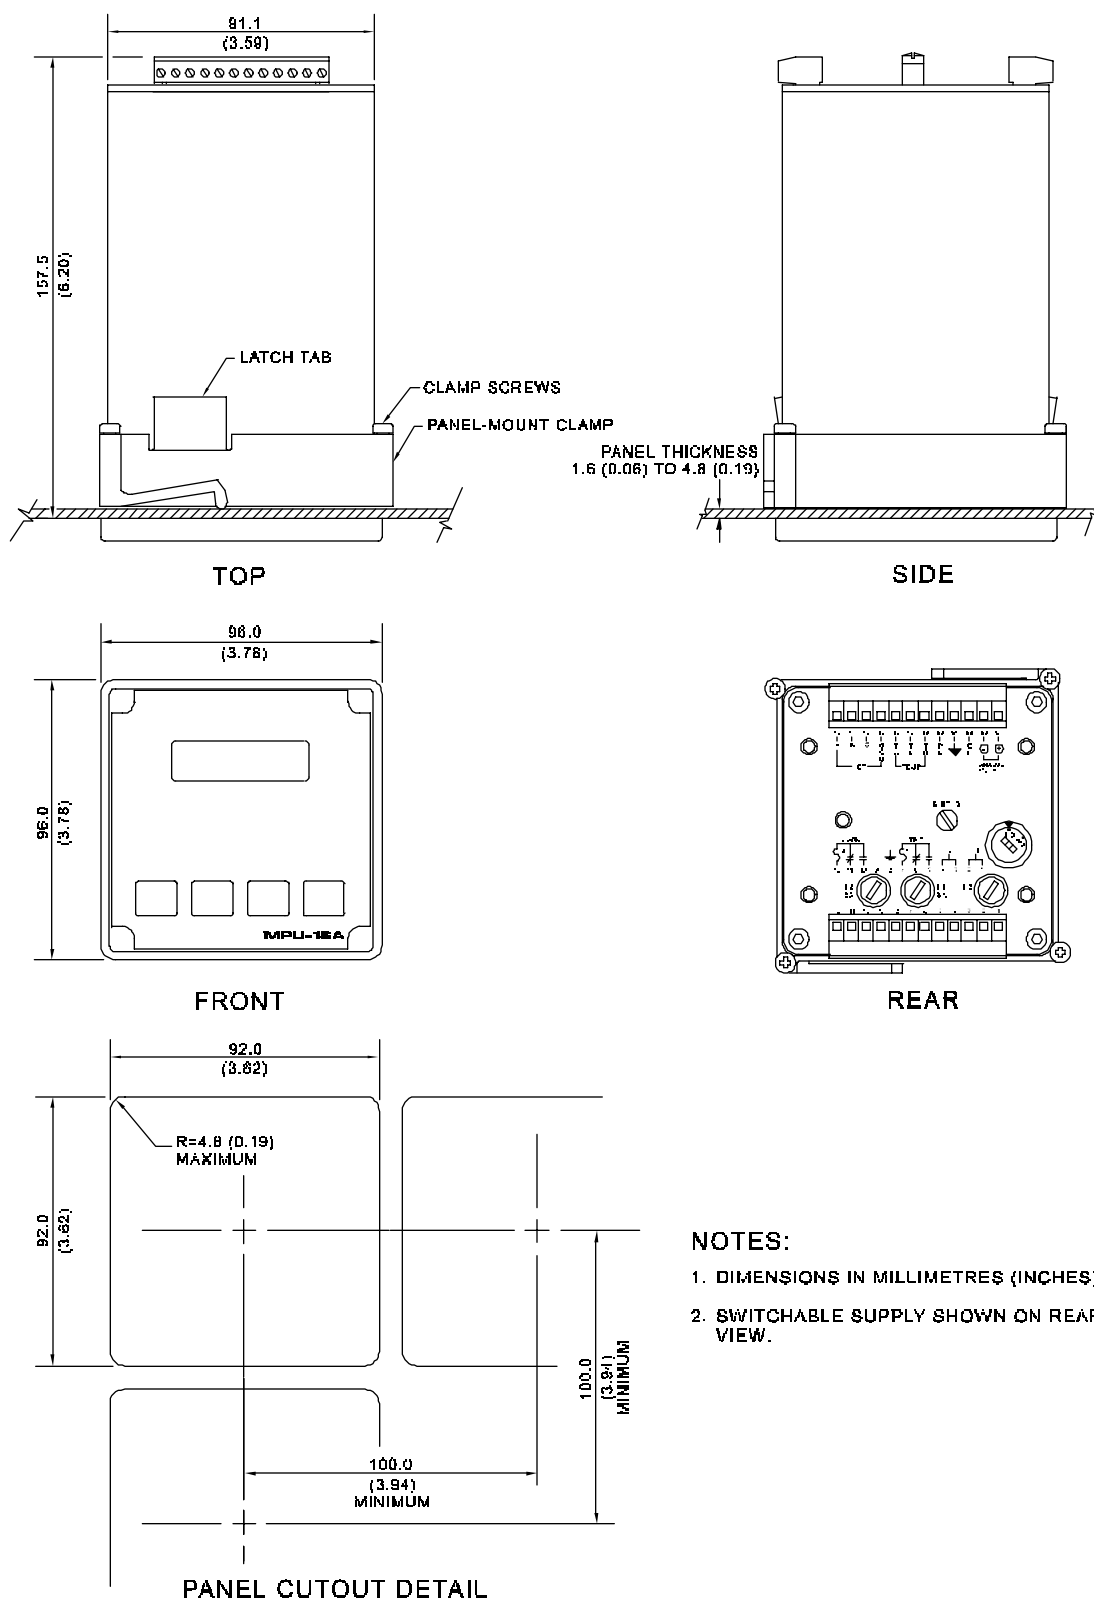 91.1
(3.59)
157.5
(6.20)
LATCH TAB
CLAMP SCREWS
PANEL-MOUNT CLAMP
PANEL THICKNESS
1.6 (0.06) TO 4.8 (0.19)
TOP
SIDE
96.0
(3.78)
96.0
(3.78)
MPU-16A
FRONT
REAR
92.0
(3.62)
92.0
(3.62)
R=4.8 (0.19)
MAXIMUM
100.0
(3.94)
MINIMUM
100.0
(3.94)
MINIMUM
PANEL CUTOUT DETAIL
NOTES:
1. DIMENSIONS IN MILLIMETRES (INCHES)
2. SWITCHABLE SUPPLY SHOWN ON REAR
VIEW.